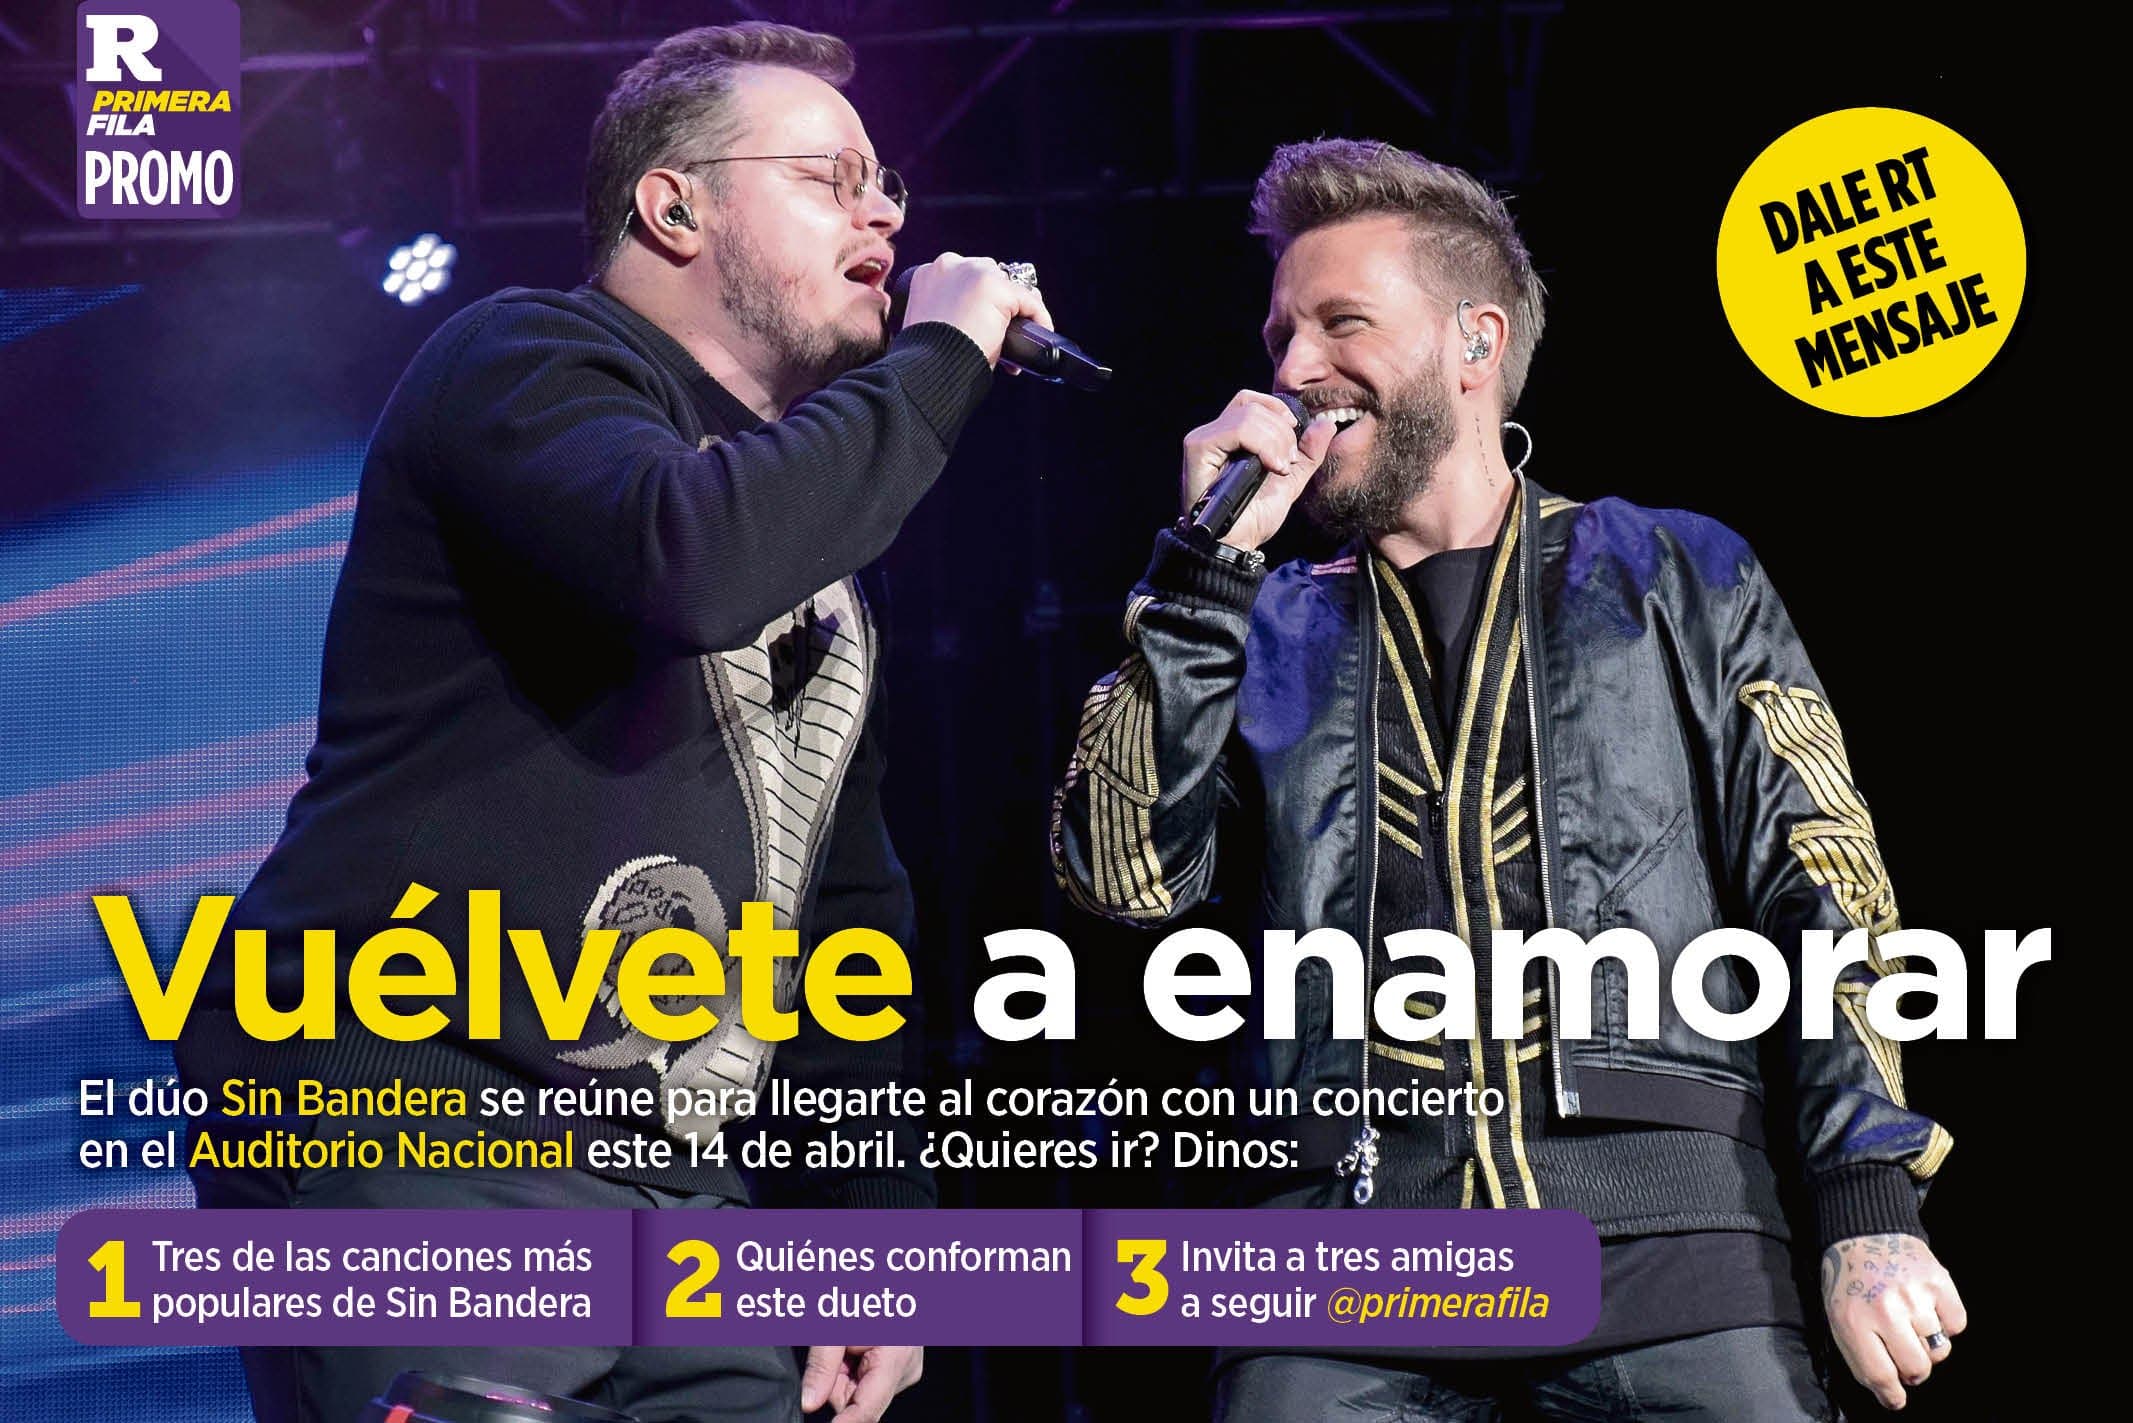 R
PRIMERA
FILA
PROMO
DALE RT
A ESTE
MENSAJE
Vuélvete a enamorar
El dúo Sin Bandera se reúne para llegarte al corazón con un concierto
en el Auditorio Nacional este 14 de abril. ¿Quieres ir? Dinos:
1 Tres de las canciones más
populares de Sin Bandera
2 Quiénes conforman
este dueto
3 Invita a tres amigas
a seguir @primerafila